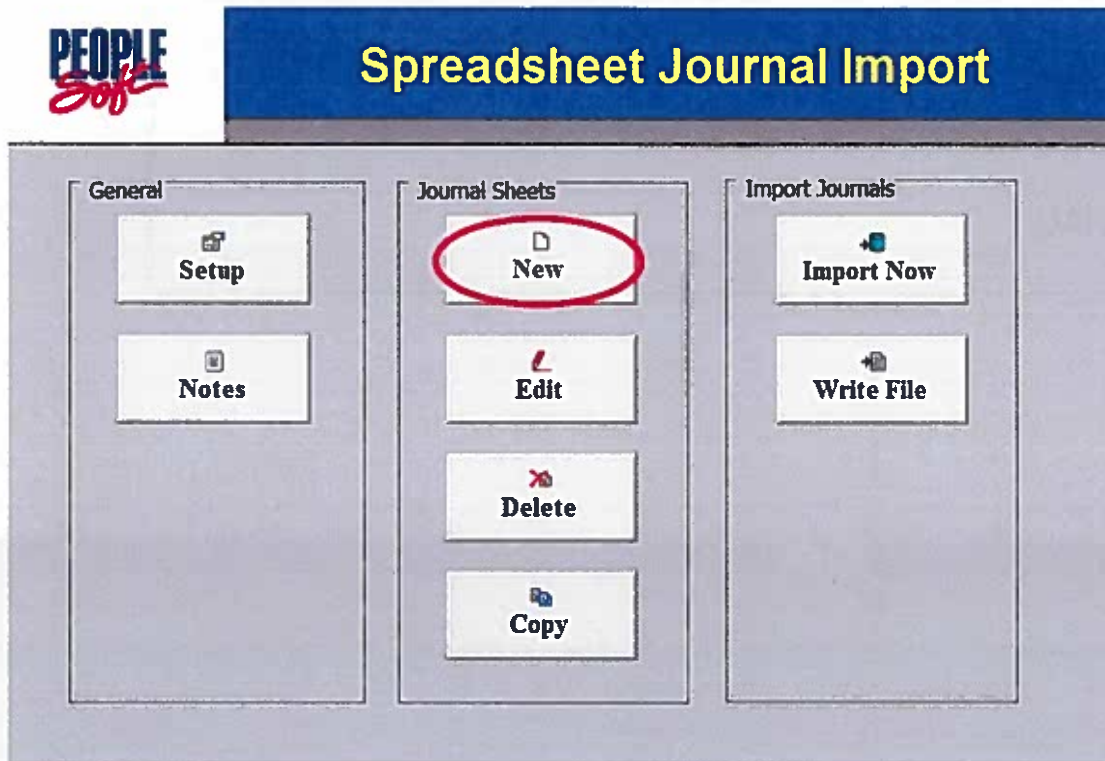 PEOPLE
Soft
Spreadsheet Journal Import
General
Setup
Notes
Journal Sheets
New
Edit
Delete
Copy
Import Journals
Import Now
Write File